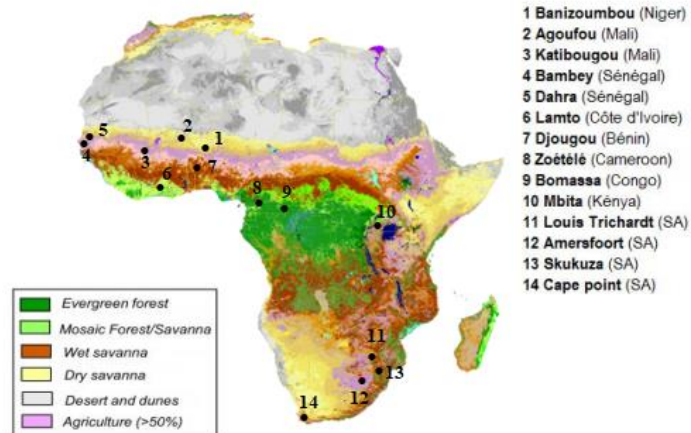 1 Banizoumbou (Niger)
2 Agoufou (Mali)
3 Katibougou (Mali)
4 Bambey (Sénégal)
5 Dahra (Sénégal)
6 Lamto (Côte d'Ivoire)
7 Djougou (Bénin)
8 Zoétélé (Cameroon)
9 Bomassa (Congo)
10 Mbita (Kénya)
11 Louis Trichardt (SA)
12 Amersfoort (SA)
13 Skukuza (SA)
14 Cape point (SA)
5
2
4
3
1
7
6
8
9
10
11
13
12
14
Evergreen forest
Mosaic Forest/Savanna
Wet savanna
Dry savanna
Desert and dunes
Agriculture (>50%)